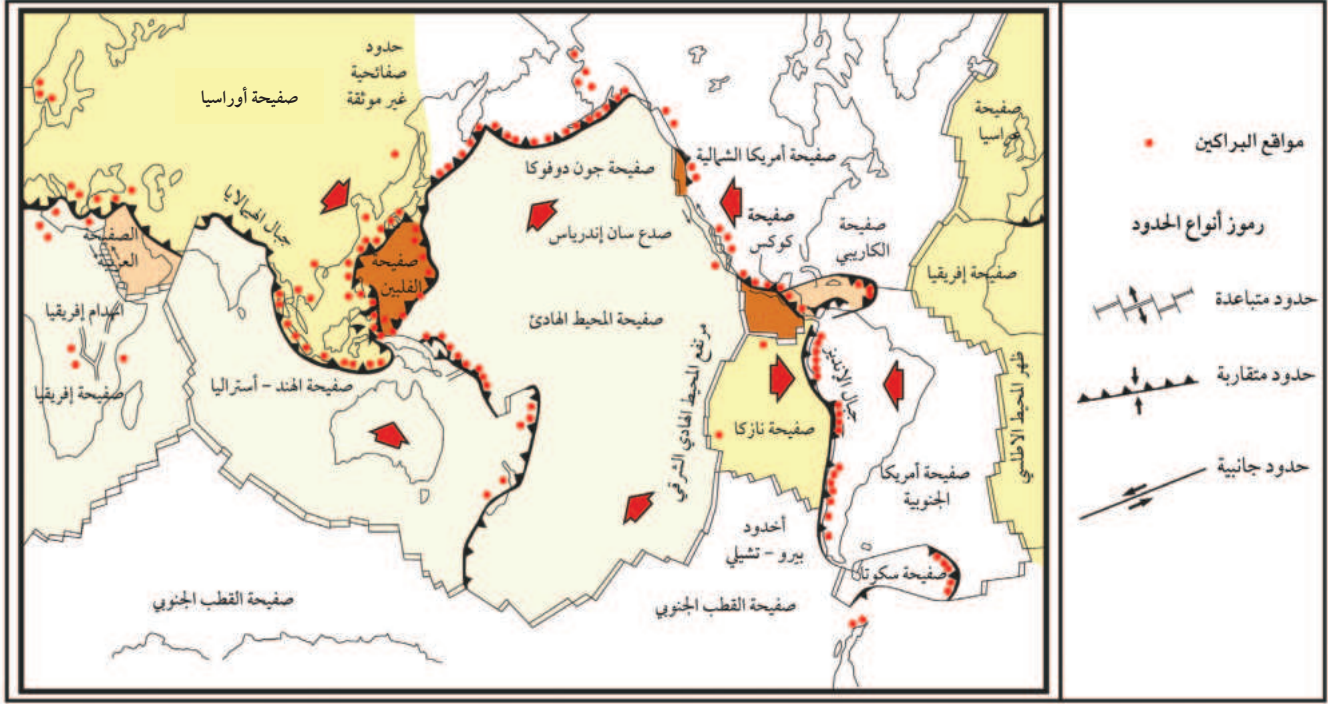 حدود
صفائحية
غير موثقة
صفيحة أوراسيا
صفيحة
صفيحة أمريكا الشمالية
صفيحة جون دوفوكا
جبال الهيمالايا
صفيحة
كوكس
صفيحة
الكاريبي
صدع سان إندرياس
الصفيحة
العربية
صفيحة
الفلبين
صفيحة إفريقيا
انهدام إفريقيا
صفيحة المحيط الهادئ
مرتفع المحيط الهادي الشرقي
جبال الإنديز
ظهر المحيط الاطلسي
صفيحة إفريقيا
صفيحة الهند – أستراليا
صفيحة نازكا
صفيحة أمريكا
الجنوبية
أخدود
بيرو – تشيلي
صفيحة سكوتا
صفيحة القطب الجنوبي
صفيحة القطب الجنوبي
مواقع البراكين
رموز أنواع الحدود
حدود متباعدة
حدود متقاربة
حدود جانبية